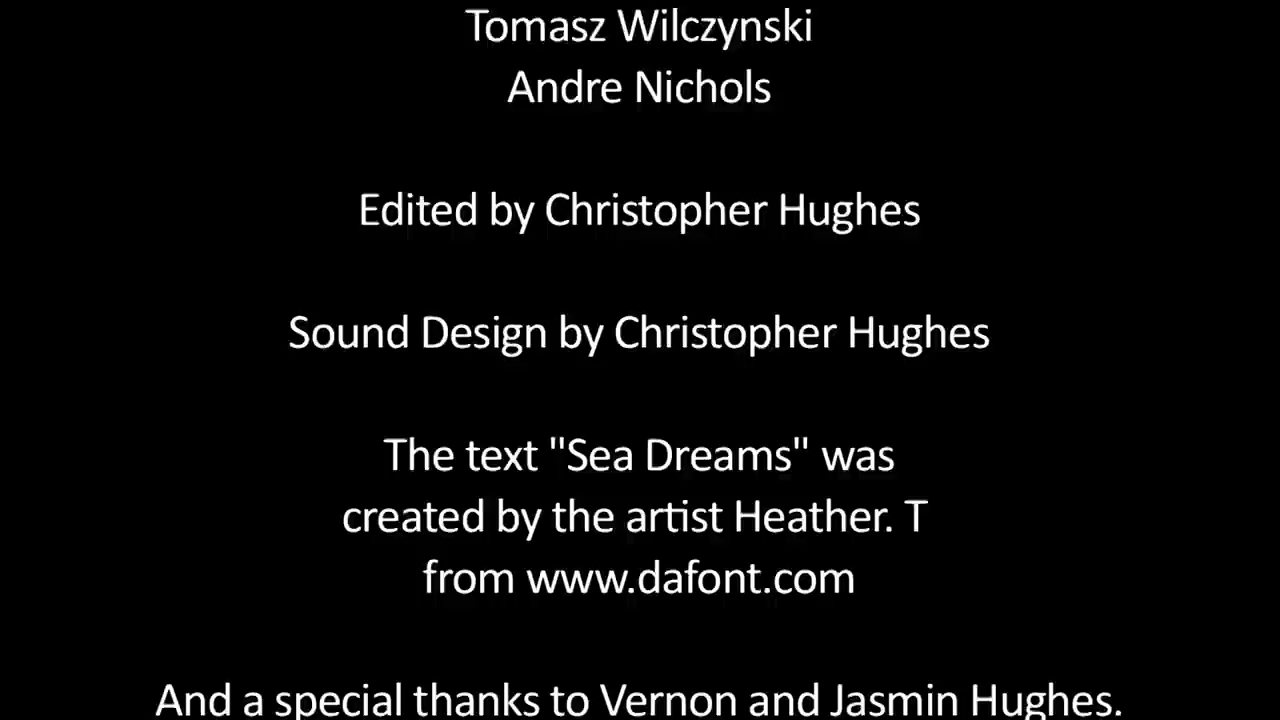 Tomasz Wilczynski
Andre Nichols
Edited by Christopher Hughes
Sound Design by Christopher Hughes
The text "Sea Dreams" was
created by the artist Heather. T
from www.dafont.com
And a special thanks to Vernon and Jasmin Hughes.